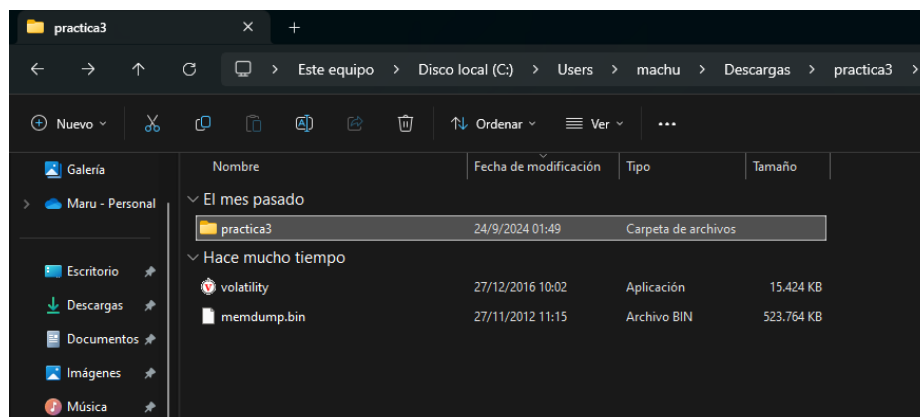 practica3
Este equipo > Disco local (C:) > Users > machu > Descargas > practica3 >
Nuevo Ordenar Ver ...
Nombre Fecha de modificación Tipo Tamaño
Galería
Maru - Personal
Escritorio
Descargas
Documentos
Imágenes
Música
El mes pasado
practica3 24/9/2024 01:49 Carpeta de archivos
Hace mucho tiempo
volatility 27/12/2016 10:02 Aplicación 15.424 KB
memdump.bin 27/11/2012 11:15 Archivo BIN 523.764 KB